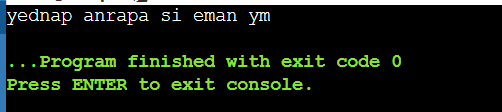 yednap anrapa si eman ym
...Program finished with exit code 0
Press ENTER to exit console.